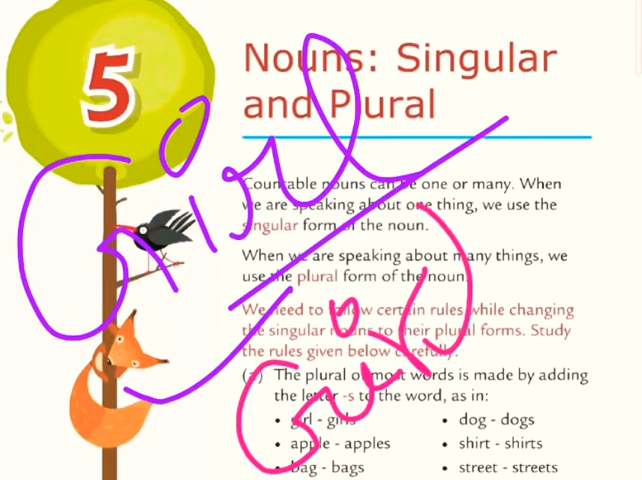 5
Nouns: Singular
and Plural
Girl
Countable nouns can be one or many. When
we are speaking about one thing, we use the
singular form of the noun.
When we are speaking about many things, we
use the plural form of the noun.
We need to follow certain rules while changing
the singular nouns to their plural forms. Study
the rules given below carefully.
(a) The plural of most words is made by adding
the letter -s to the word, as in:
• girl - girls
• dog - dogs
• apple - apples
• shirt - shirts
• bag - bags
• street - streets